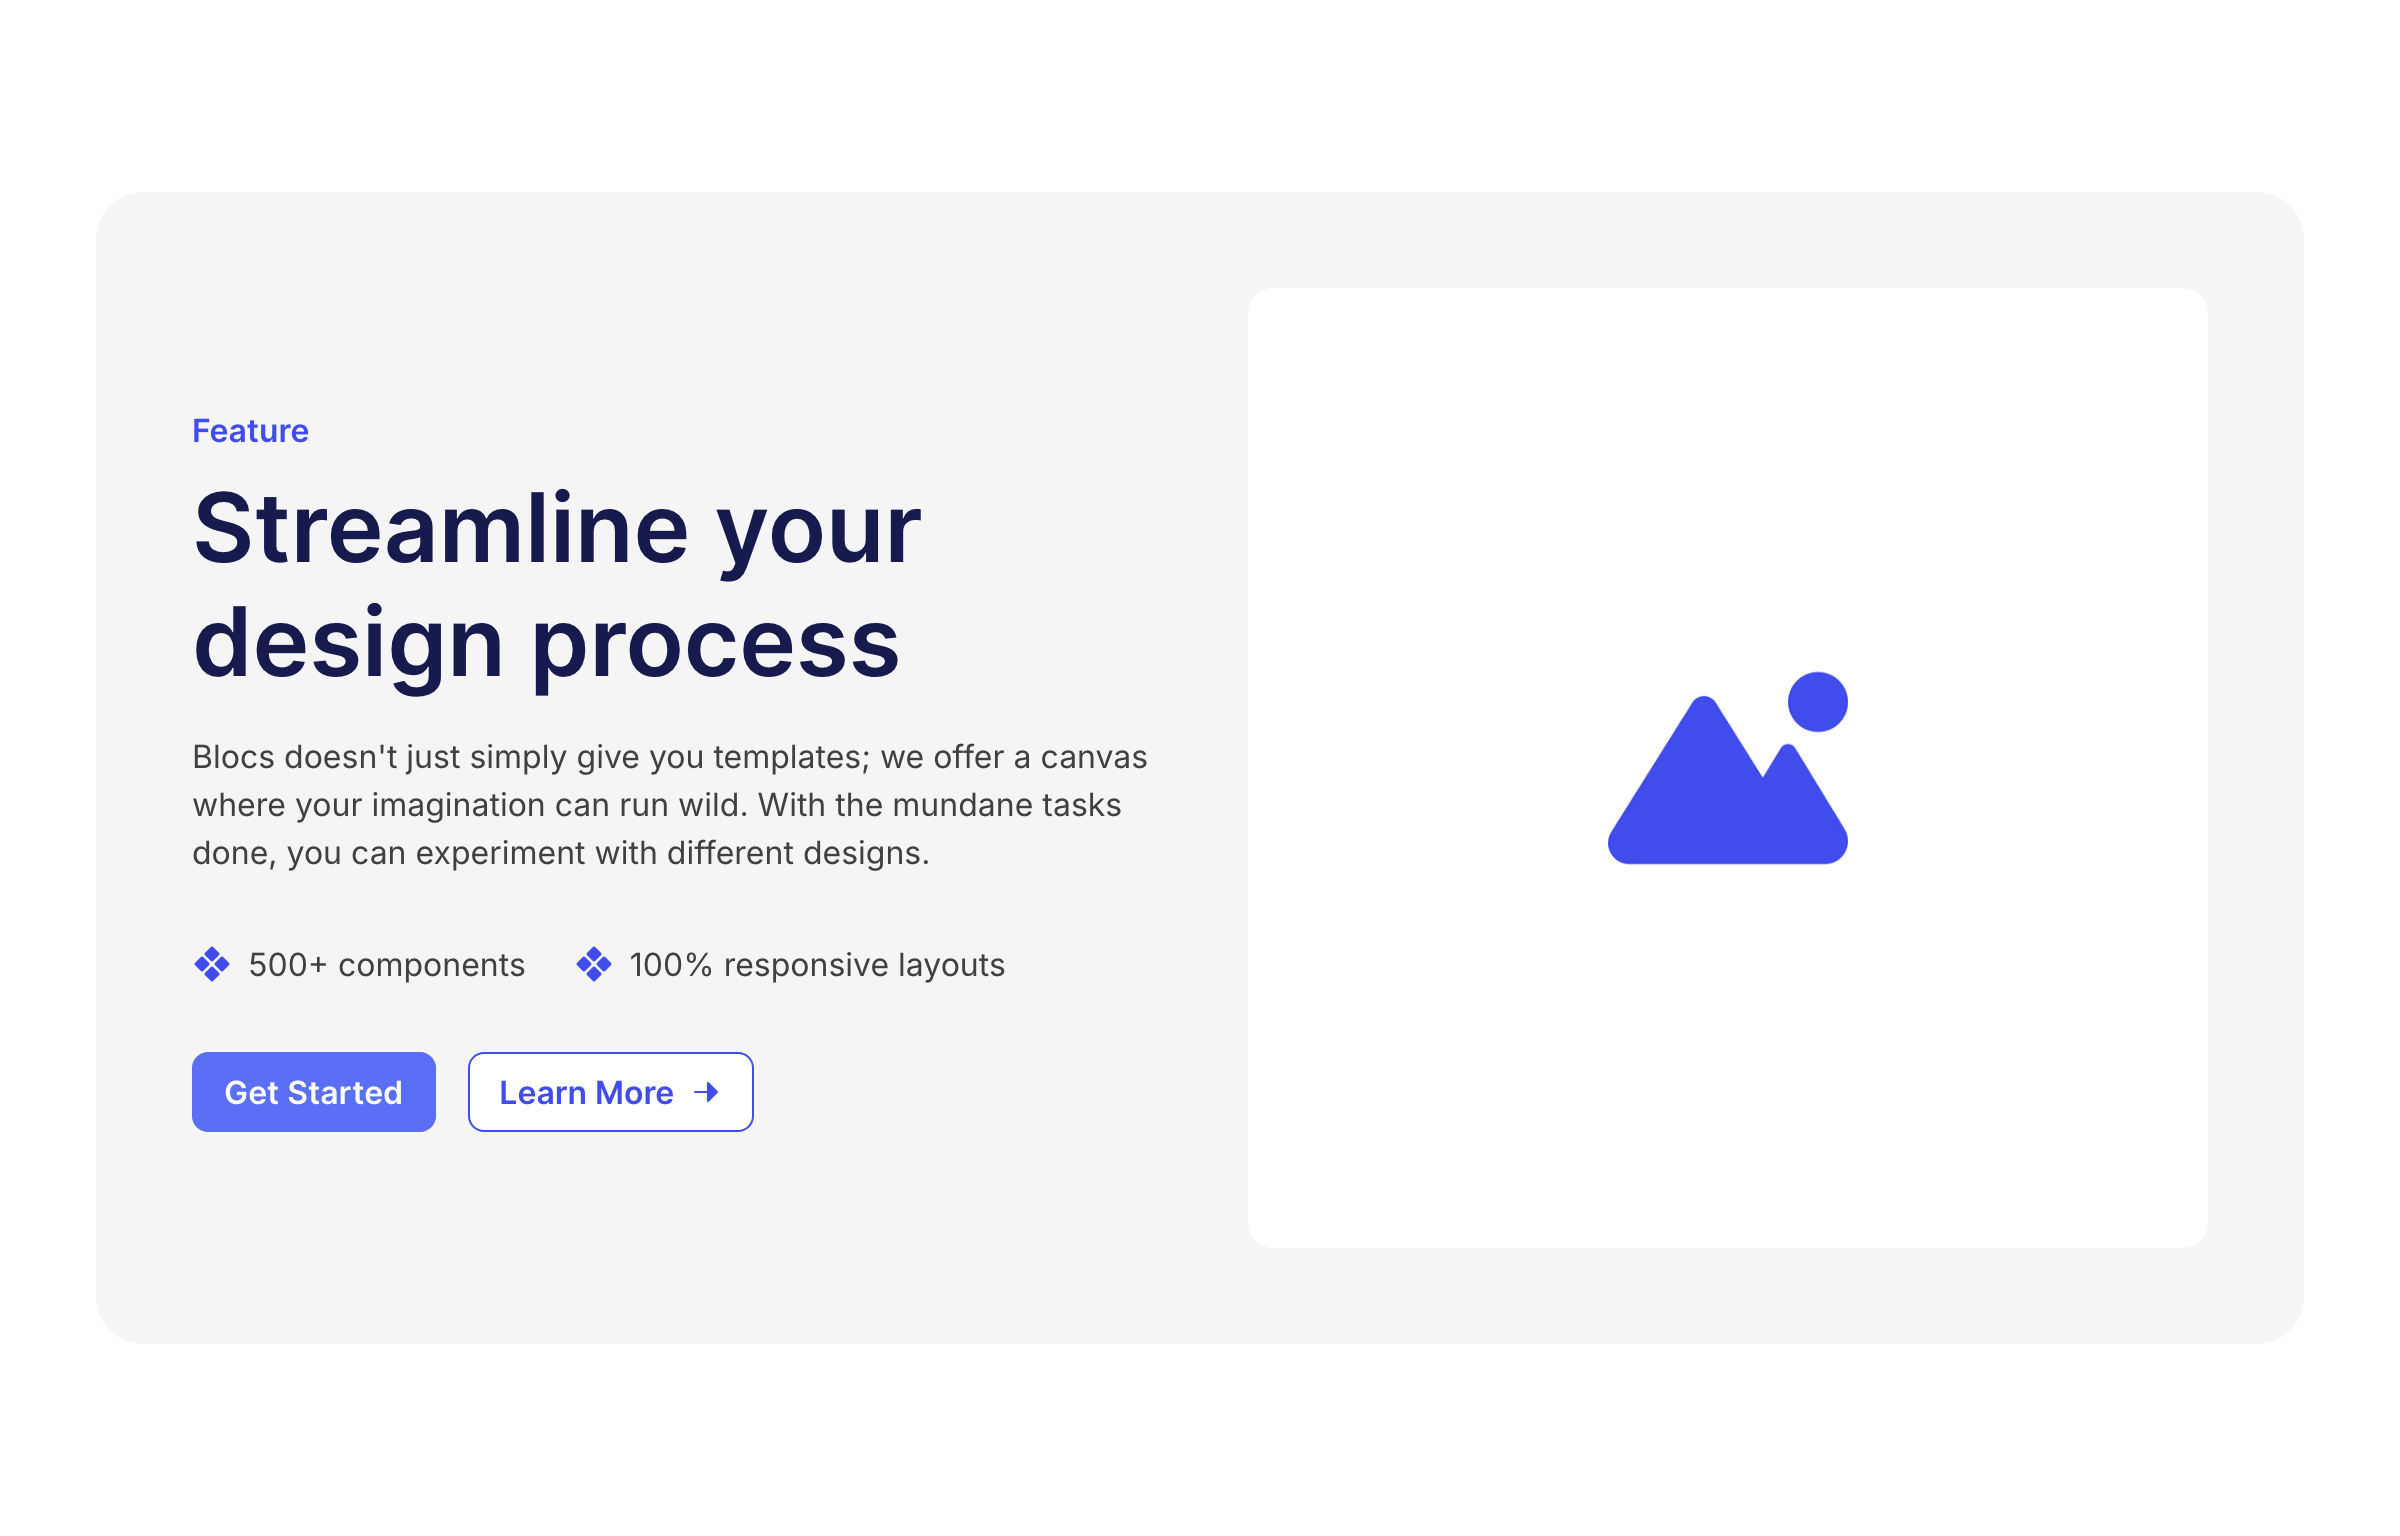 Feature
Streamline your
design process
Blocs doesn't just simply give you templates; we offer a canvas
where your imagination can run wild. With the mundane tasks
done, you can experiment with different designs.
500+ components
100% responsive layouts
Get Started
Learn More